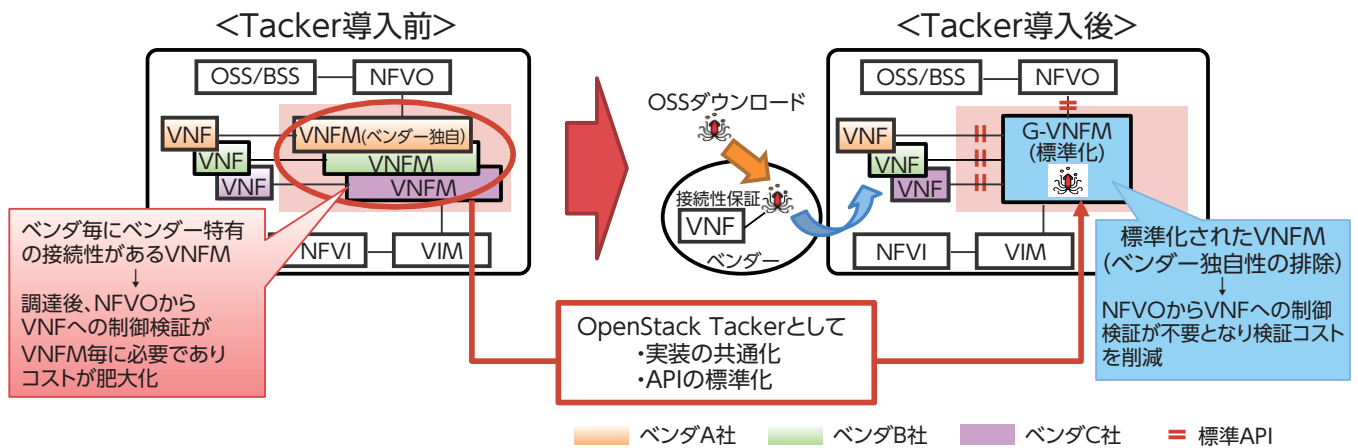 <Tacker導入前>
OSS/BSS
NFVO
VNF
VNF
VNF
VNFM(ベンダー独自)
VNFM
VNFM
NFVI
VIM
ベンダ毎にベンダー特有
の接続性があるVNFM
↓
調達後、NFVOから
VNFへの制御検証が
VNFM毎に必要であり
コストが肥大化
OSSダウンロード
接続性保証
VNF
ベンダー
<Tacker導入後>
OSS/BSS
NFVO
VNF
VNF
VNF
G-VNFM
(標準化)
NFVI
VIM
標準化されたVNFM
(ベンダー独自性の排除)
↓
NFVOからVNFへの制御
検証が不要となり検証コスト
を削減
OpenStack Tackerとして
・実装の共通化
・APIの標準化
ベンダA社
ベンダB社
ベンダC社
標準API